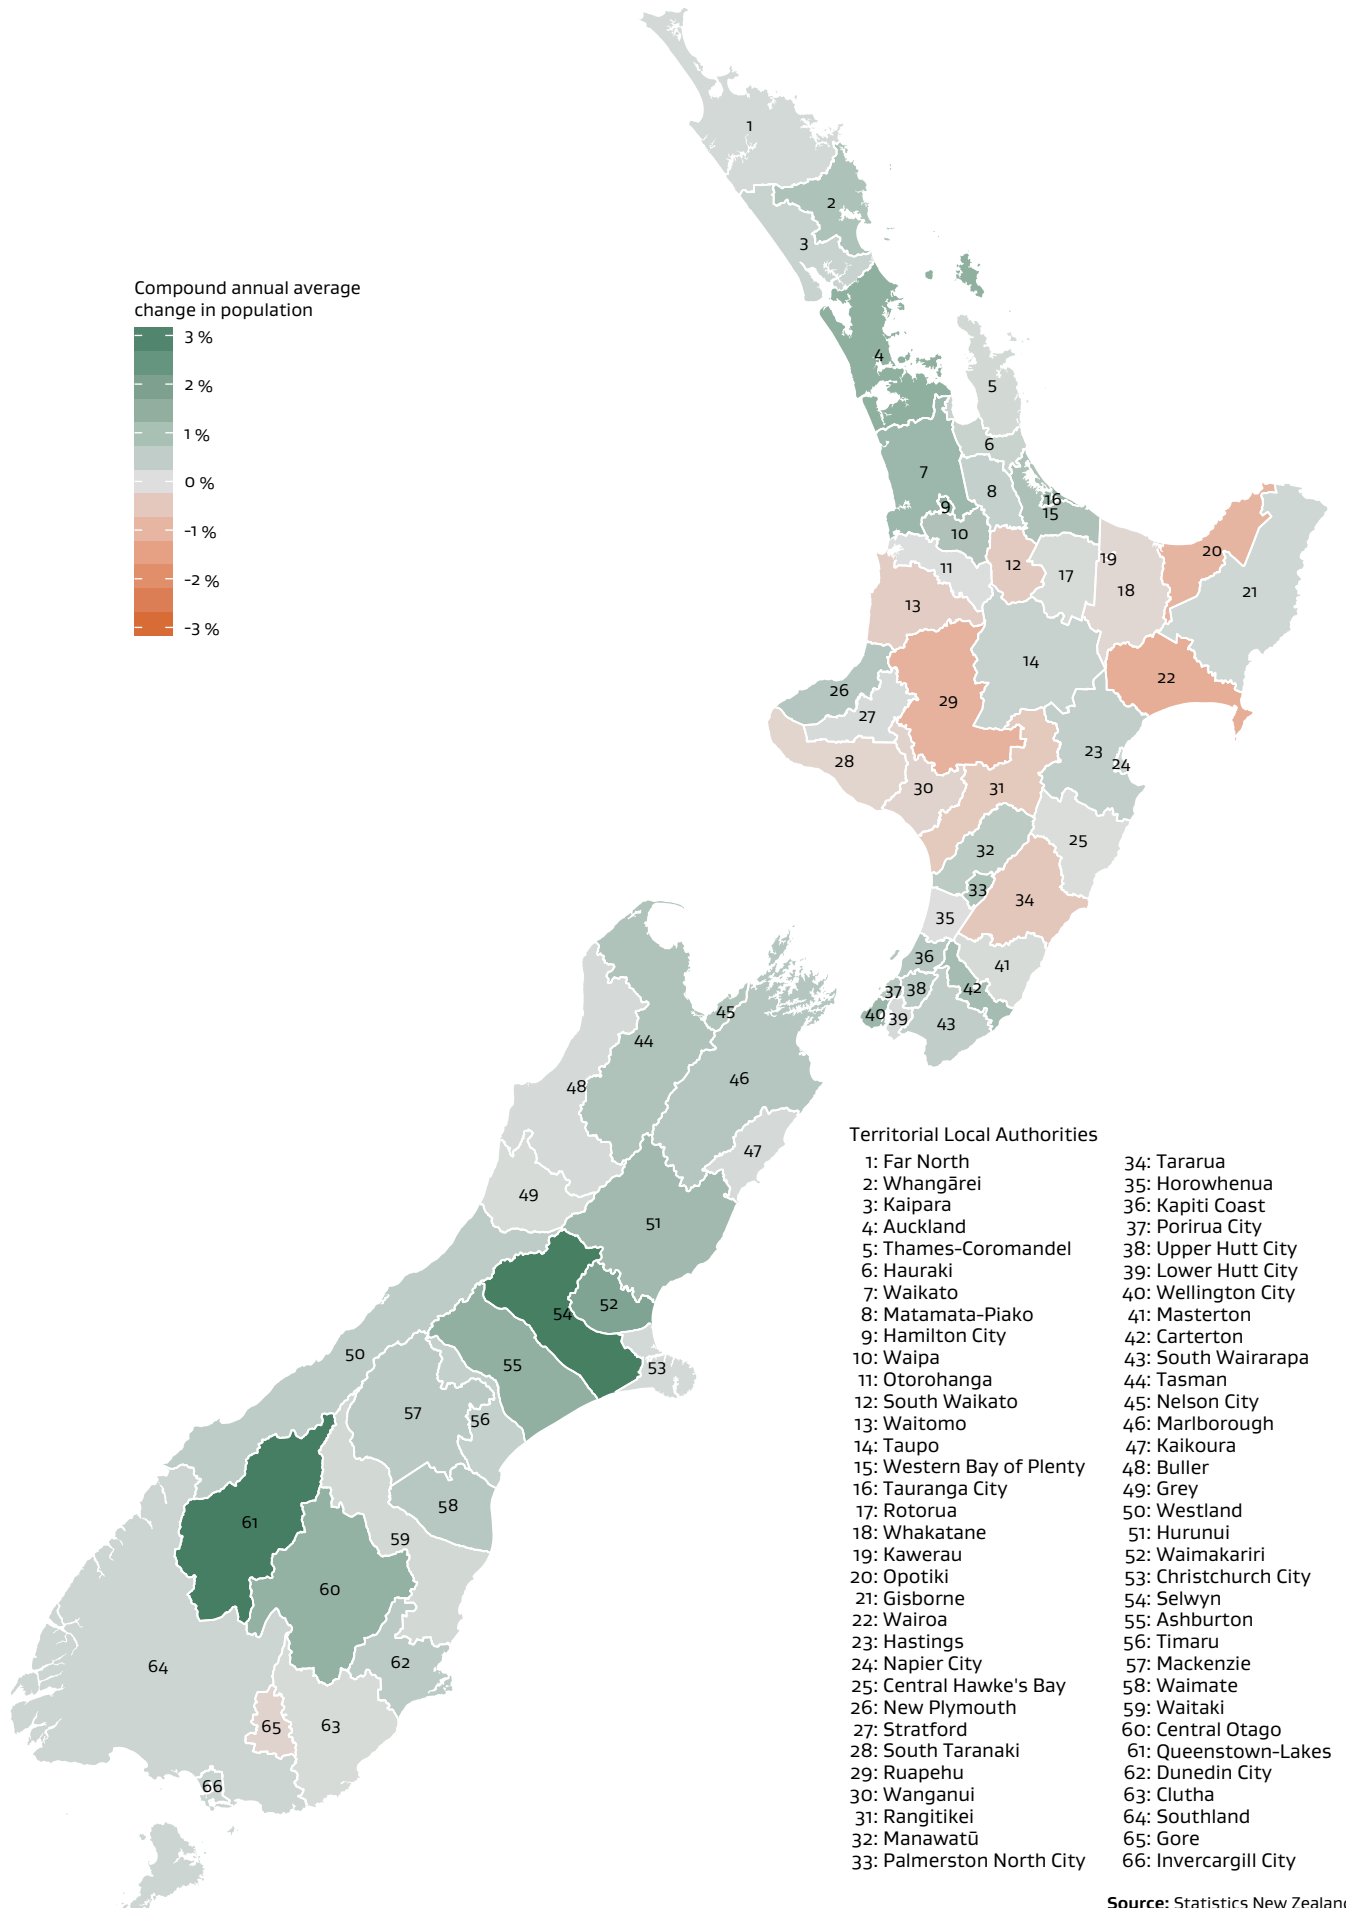 Compound annual average
change in population
3 %
2 %
1 %
0 %
-1 %
-2 %
-3 %
1
2
3
4
5
6
7
8
9
10
16
15
11
12
17
19
18
20
21
13
14
22
26
27
29
28
23
24
30
31
25
32
33
34
35
36
41
37
38
42
40
39
43
45
44
46
48
47
49
51
52
54
50
53
55
57
56
58
61
59
60
62
64
65
63
66
Territorial Local Authorities
1: Far North
2: Whangārei
3: Kaipara
4: Auckland
5: Thames-Coromandel
6: Hauraki
7: Waikato
8: Matamata-Piako
9: Hamilton City
10: Waipa
11: Otorohanga
12: South Waikato
13: Waitomo
14: Taupo
15: Western Bay of Plenty
16: Tauranga City
17: Rotorua
18: Whakatane
19: Kawerau
20: Opotiki
21: Gisborne
22: Wairoa
23: Hastings
24: Napier City
25: Central Hawke's Bay
26: New Plymouth
27: Stratford
28: South Taranaki
29: Ruapehu
30: Wanganui
31: Rangitikei
32: Manawatū
33: Palmerston North City
34: Tararua
35: Horowhenua
36: Kapiti Coast
37: Porirua City
38: Upper Hutt City
39: Lower Hutt City
40: Wellington City
41: Masterton
42: Carterton
43: South Wairarapa
44: Tasman
45: Nelson City
46: Marlborough
47: Kaikoura
48: Buller
49: Grey
50: Westland
51: Hurunui
52: Waimakariri
53: Christchurch City
54: Selwyn
55: Ashburton
56: Timaru
57: Mackenzie
58: Waimate
59: Waitaki
60: Central Otago
61: Queenstown-Lakes
62: Dunedin City
63: Clutha
64: Southland
65: Gore
66: Invercargill City
Source: Statistics New Zealand